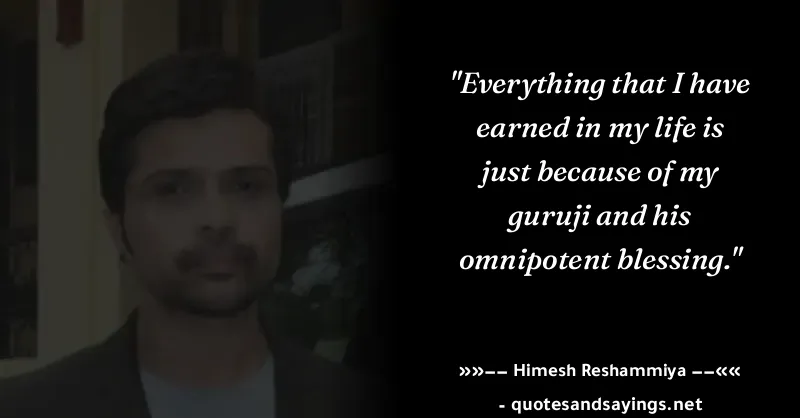 "Everything that I have
earned in my life is
just because of my
guruji and his
omnipotent blessing."
»»–– Himesh Reshammiya ––««
- quotesandsayings.net